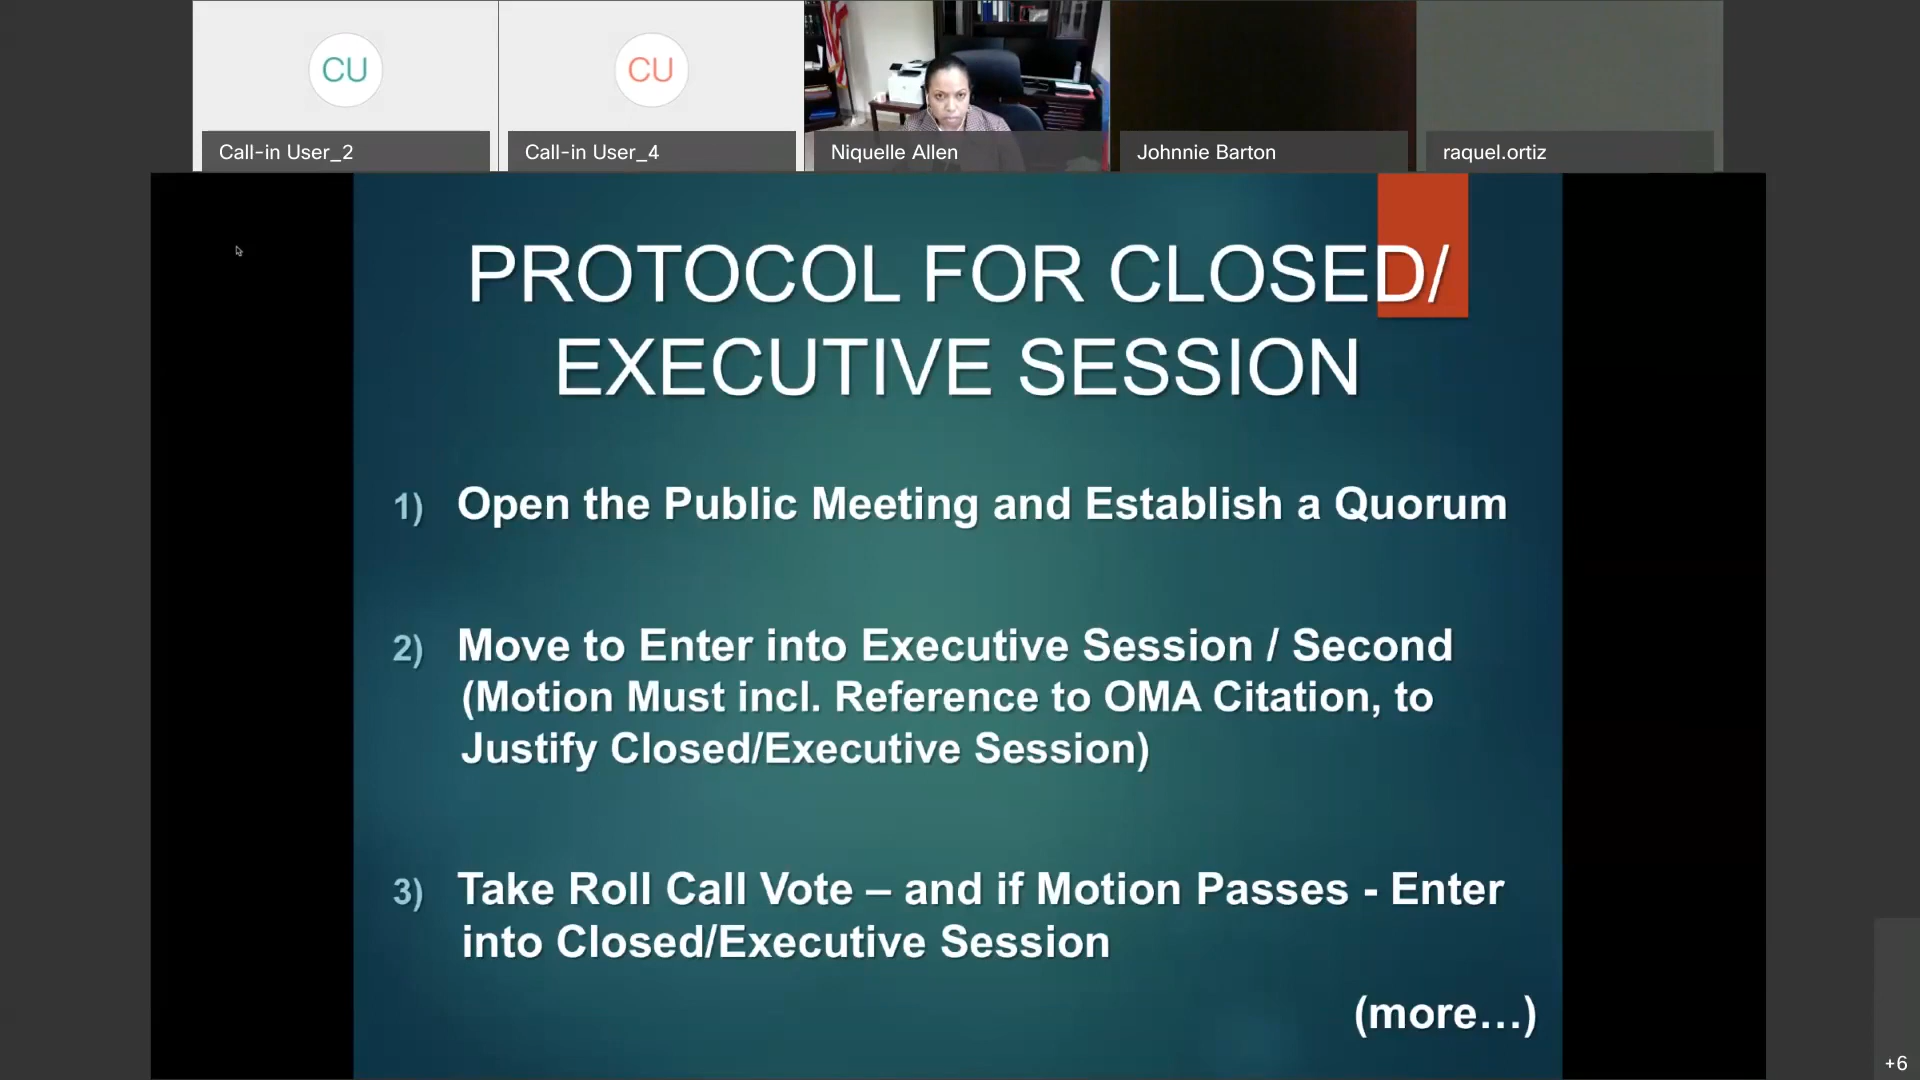 CU
CU
Call-in User_2
Call-in User_4
Niquelle Allen
Johnnie Barton
raquel.ortiz
PROTOCOL FOR CLOSED/
EXECUTIVE SESSION
1) Open the Public Meeting and Establish a Quorum
2) Move to Enter into Executive Session / Second
(Motion Must incl. Reference to OMA Citation, to
Justify Closed/Executive Session)
3) Take Roll Call Vote – and if Motion Passes - Enter
into Closed/Executive Session
(more…)
+6